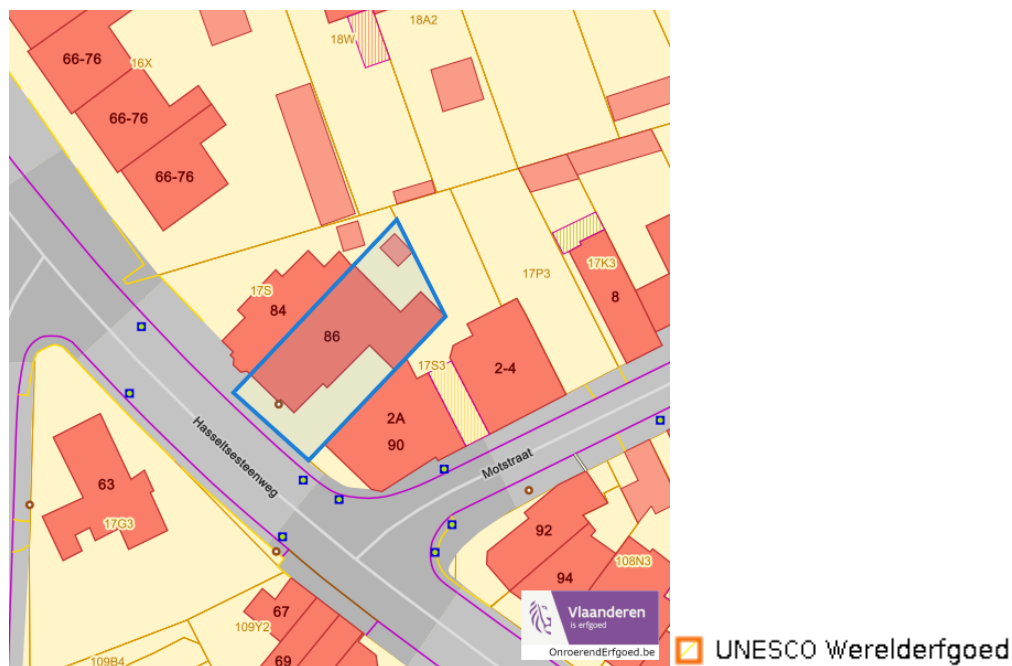 18A2
18W
66-76
16X
66-76
66-76
17P3
17K3
17S
84
8
86
17S3
2-4
2A
90
Hasseltsesteenweg
Motstraat
63
17G3
92
108N3
94
67
109Y2
69
109B4
Vlaanderen
is erfgoed
OnroerendErfgoed.be
UNESCO Werelderfgoed